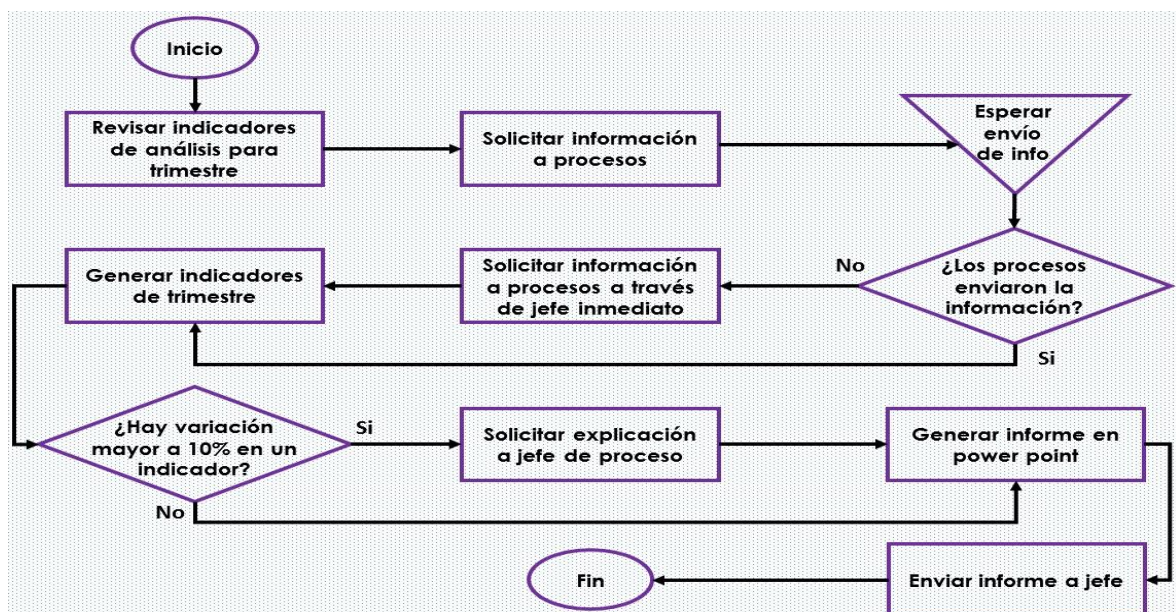 Inicio
Revisar indicadores
de análisis para
trimestre
Solicitar información
a procesos
Esperar
envío
de info
¿Los procesos
enviaron la
información?
No
Si
Solicitar información
a procesos a través
de jefe inmediato
Generar indicadores
de trimestre
¿Hay variación
mayor a 10% en un
indicador?
Si
No
Solicitar explicación
a jefe de proceso
Generar informe en
power point
Enviar informe a jefe
Fin